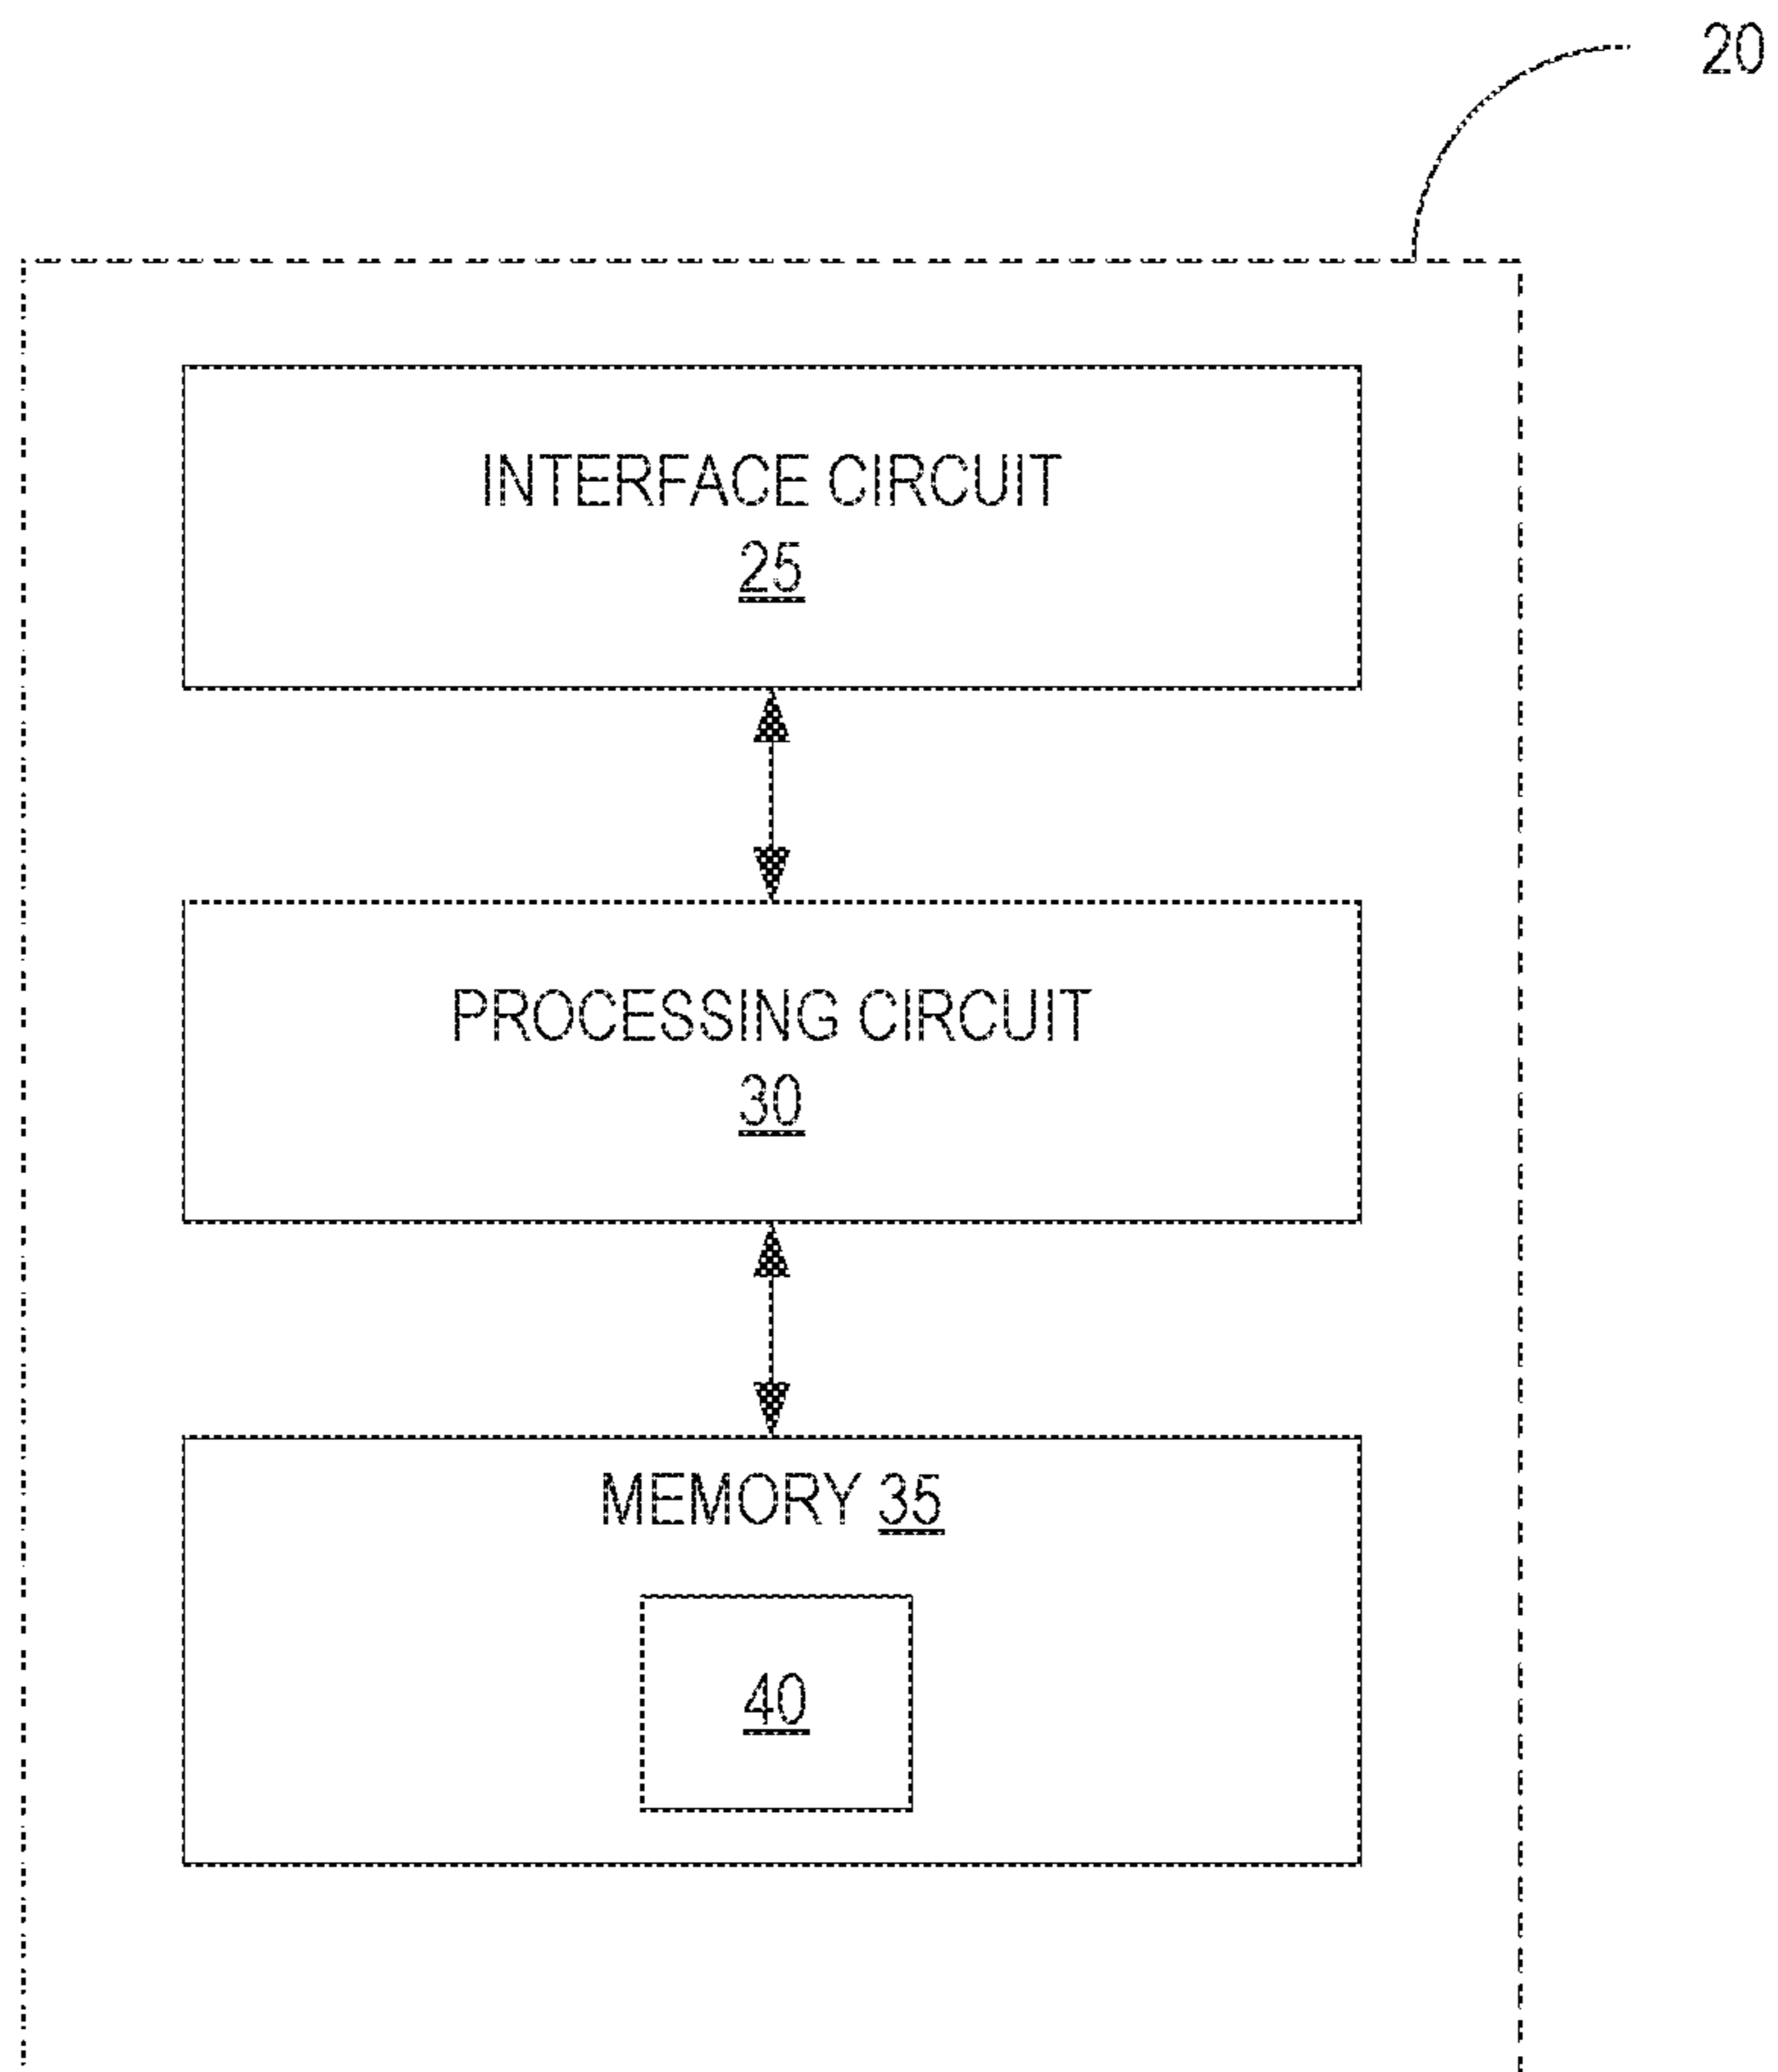 20
INTERFACE CIRCUIT
25
PROCESSING CIRCUIT
30
MEMORY 35
40